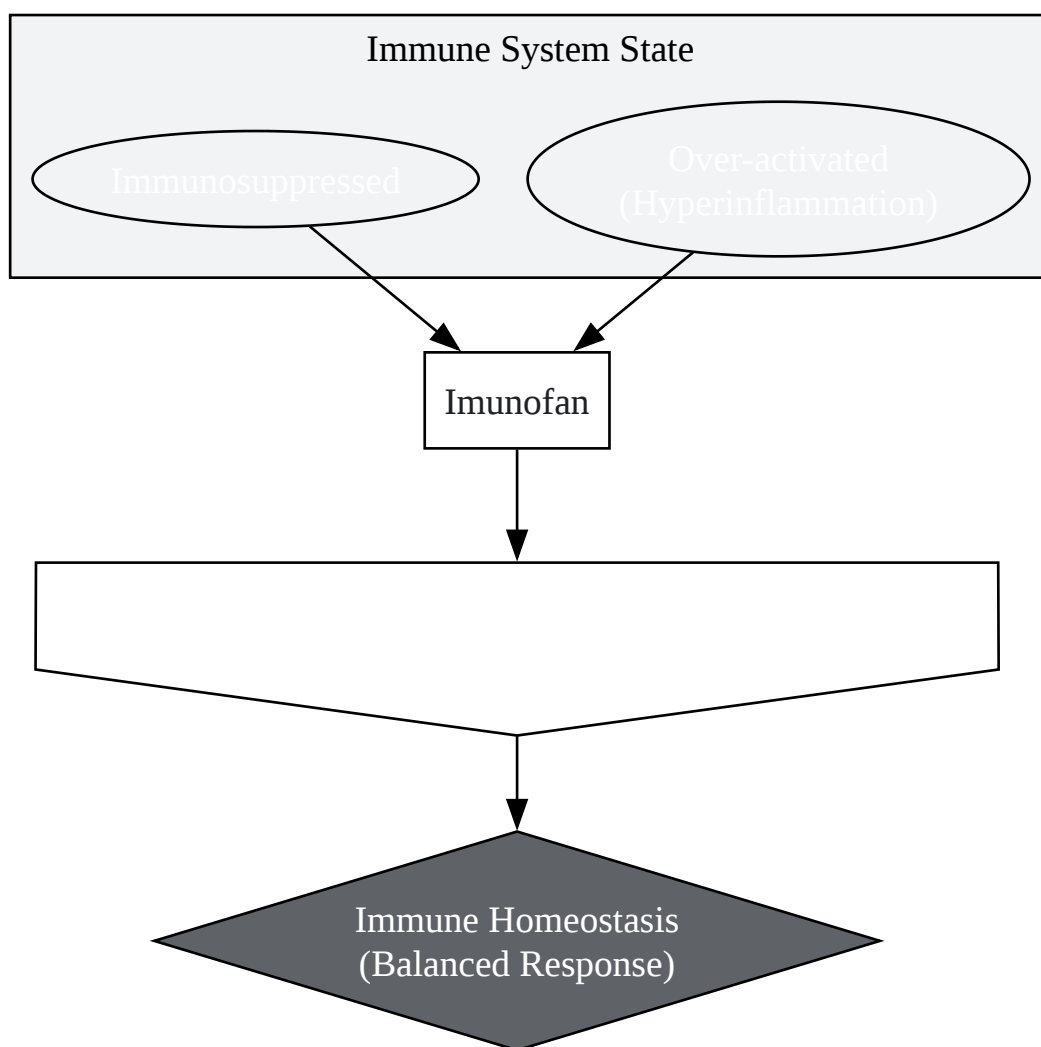 Immune System State
Immunosuppressed
Over-activated
(Hyperinflammation)
Imunofan
Immune Homeostasis
(Balanced Response)